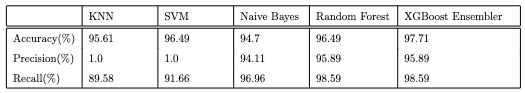 KNN SVM Naive Bayes Random Forest XGBoost Ensembler
Accuracy(%) 95.61 96.49 94.7 96.49 97.71
Precision(%) 1.0 1.0 94.11 95.89 95.89
Recall(%) 89.58 91.66 96.96 98.59 98.59